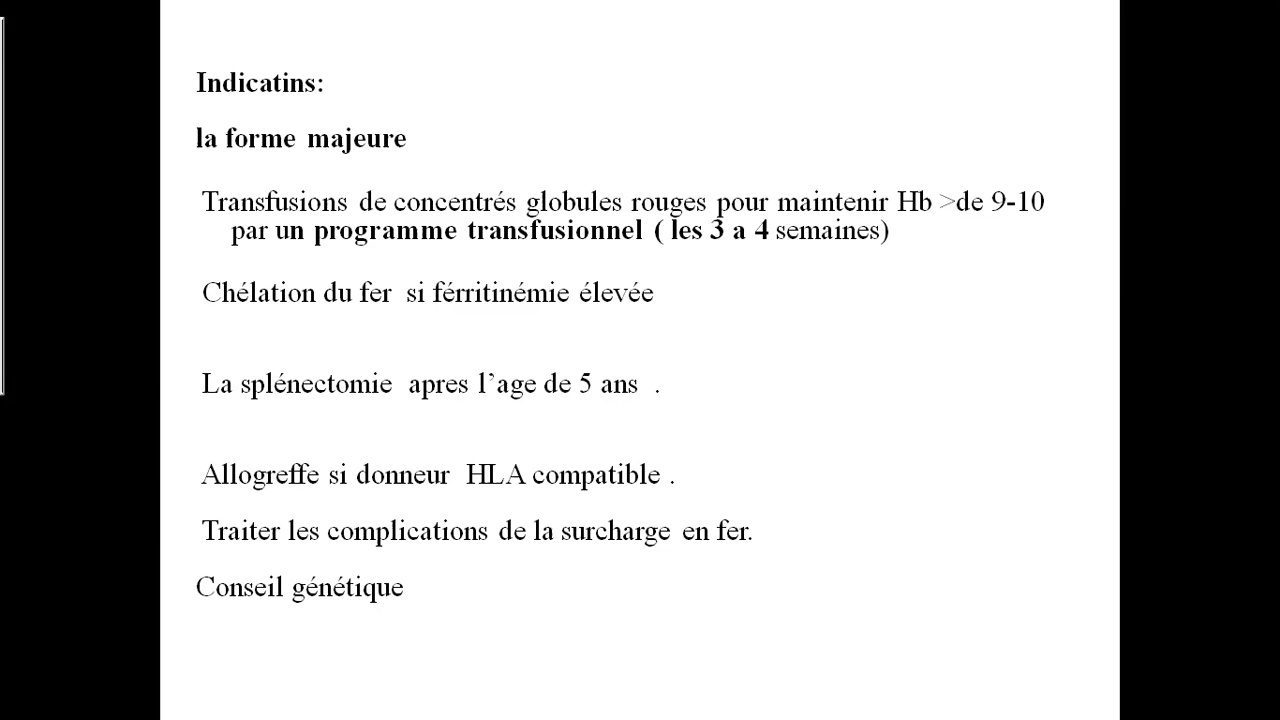 Indicatins:
la forme majeure
Transfusions de concentrés globules rouges pour maintenir Hb >de 9-10
par un programme transfusionnel ( les 3 a 4 semaines)
Chélation du fer si férritinémie élevée
La splénectomie apres l’age de 5 ans .
Allogreffe si donneur HLA compatible .
Traiter les complications de la surcharge en fer.
Conseil génétique